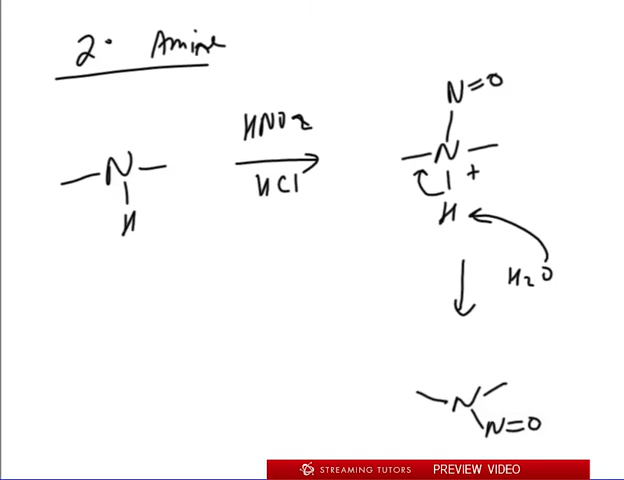 2° Amine
N=O
HNO2
N
HCl
N
+
H
H
H2O
N
N=O
STREAMING TUTORS PREVIEW VIDEO